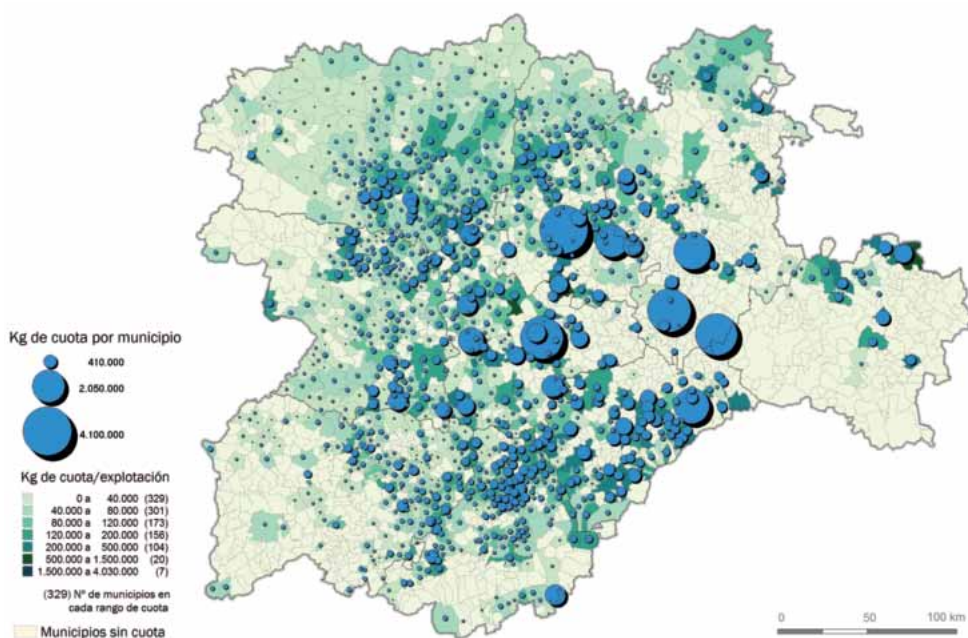 Kg de cuota por municipio
410.000
2.050.000
4.100.000
Kg de cuota/explotación
0 a 40.000 (329)
40.000 a 80.000 (301)
80.000 a 120.000 (173)
120.000 a 200.000 (156)
200.000 a 500.000 (104)
500.000 a 1.500.000 (20)
1.500.000 a 4.030.000 (7)
(329) Nº de municipios en
cada rango de cuota
Municipios sin cuota
0 50 100 km